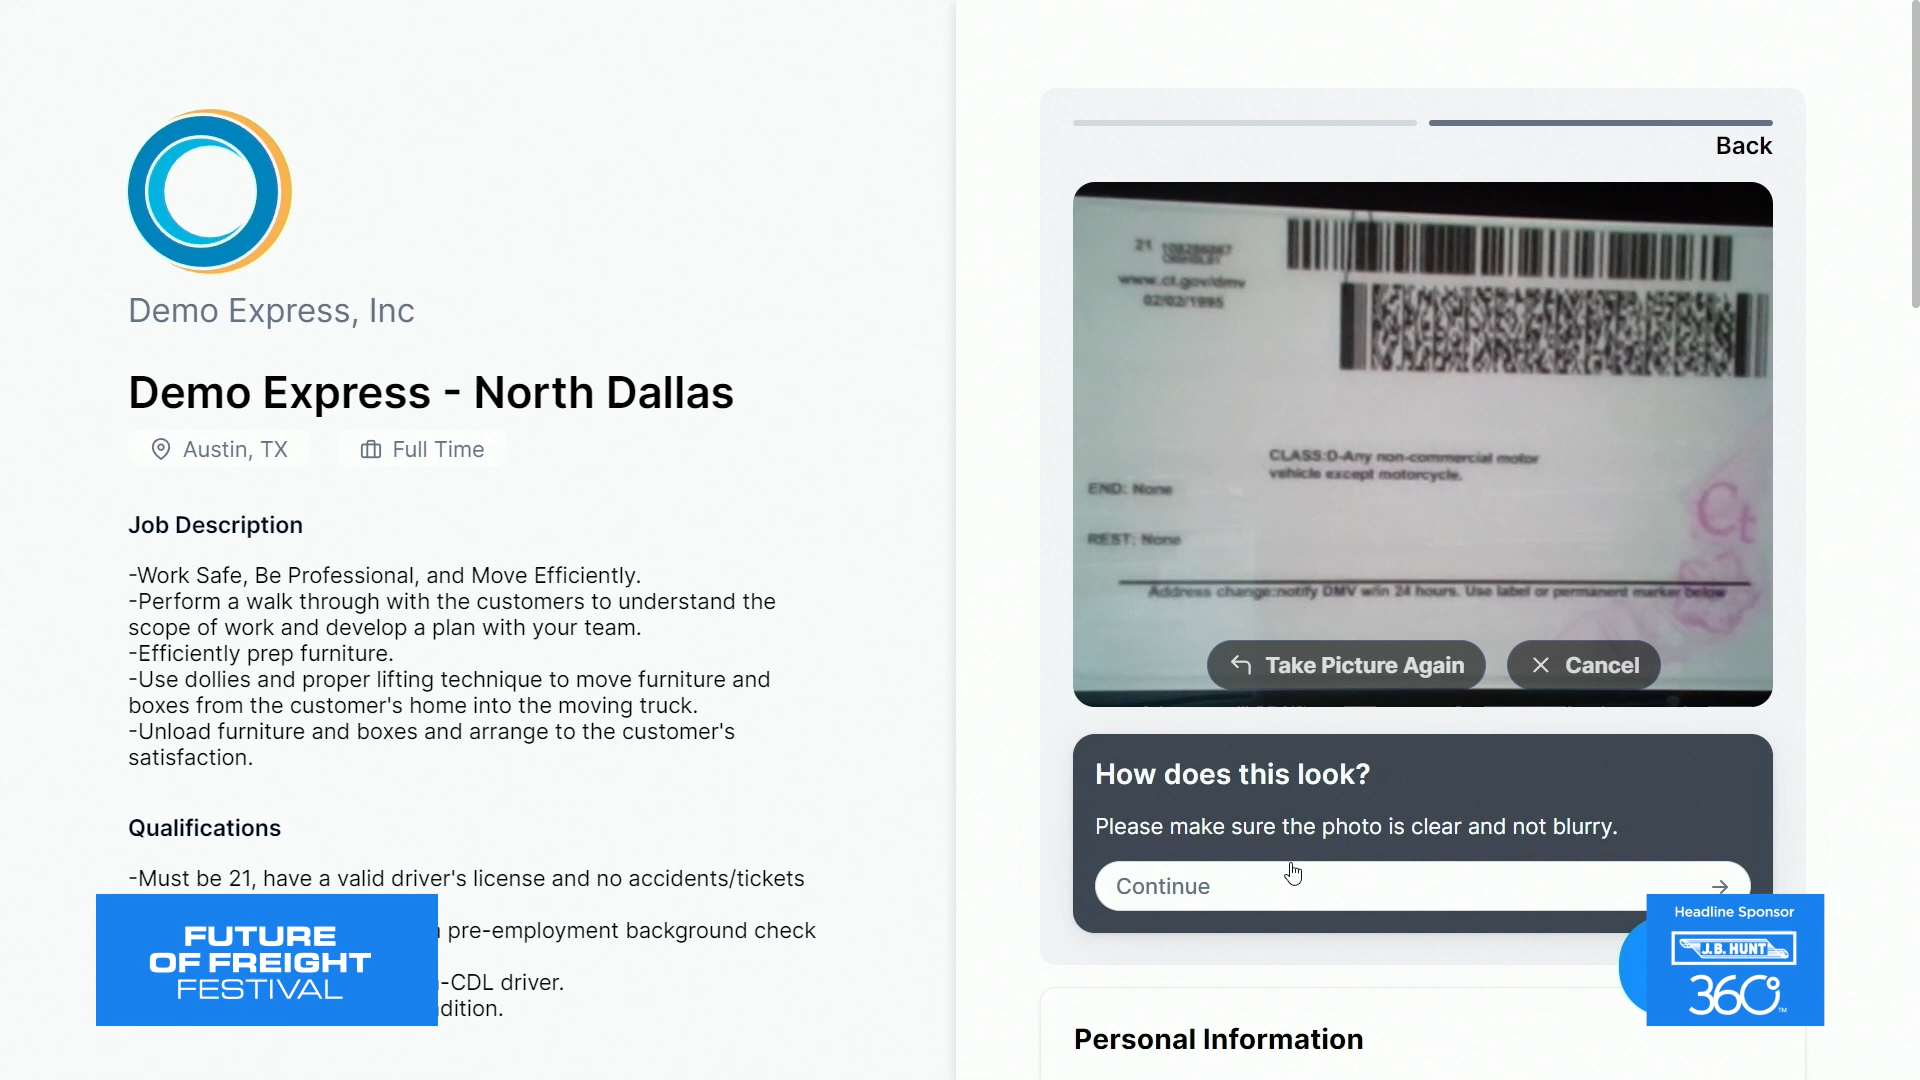 Demo Express, Inc
Demo Express - North Dallas
Austin, TX
Full Time
Job Description
-Work Safe, Be Professional, and Move Efficiently.
-Perform a walk through with the customers to understand the
scope of work and develop a plan with your team.
-Efficiently prep furniture.
-Use dollies and proper lifting technique to move furniture and
boxes from the customer's home into the moving truck.
-Unload furniture and boxes and arrange to the customer's
satisfaction.
Qualifications
-Must be 21, have a valid driver's license and no accidents/tickets
pre-employment background check
-CDL driver.
FUTURE
OF FREIGHT
FESTIVAL
Back
21
www.ct.gov/dmv
02/02/1995
CLASS:D-Any non-commercial motor
vehicle except motorcycle.
END: None
REST: None
Address change:notify DMV w/in 24 hours. Use label or permanent marker below
Ct
Take Picture Again
Cancel
How does this look?
Please make sure the photo is clear and not blurry.
Continue
Personal Information
Headline Sponsor
J.B. HUNT
360°
TM